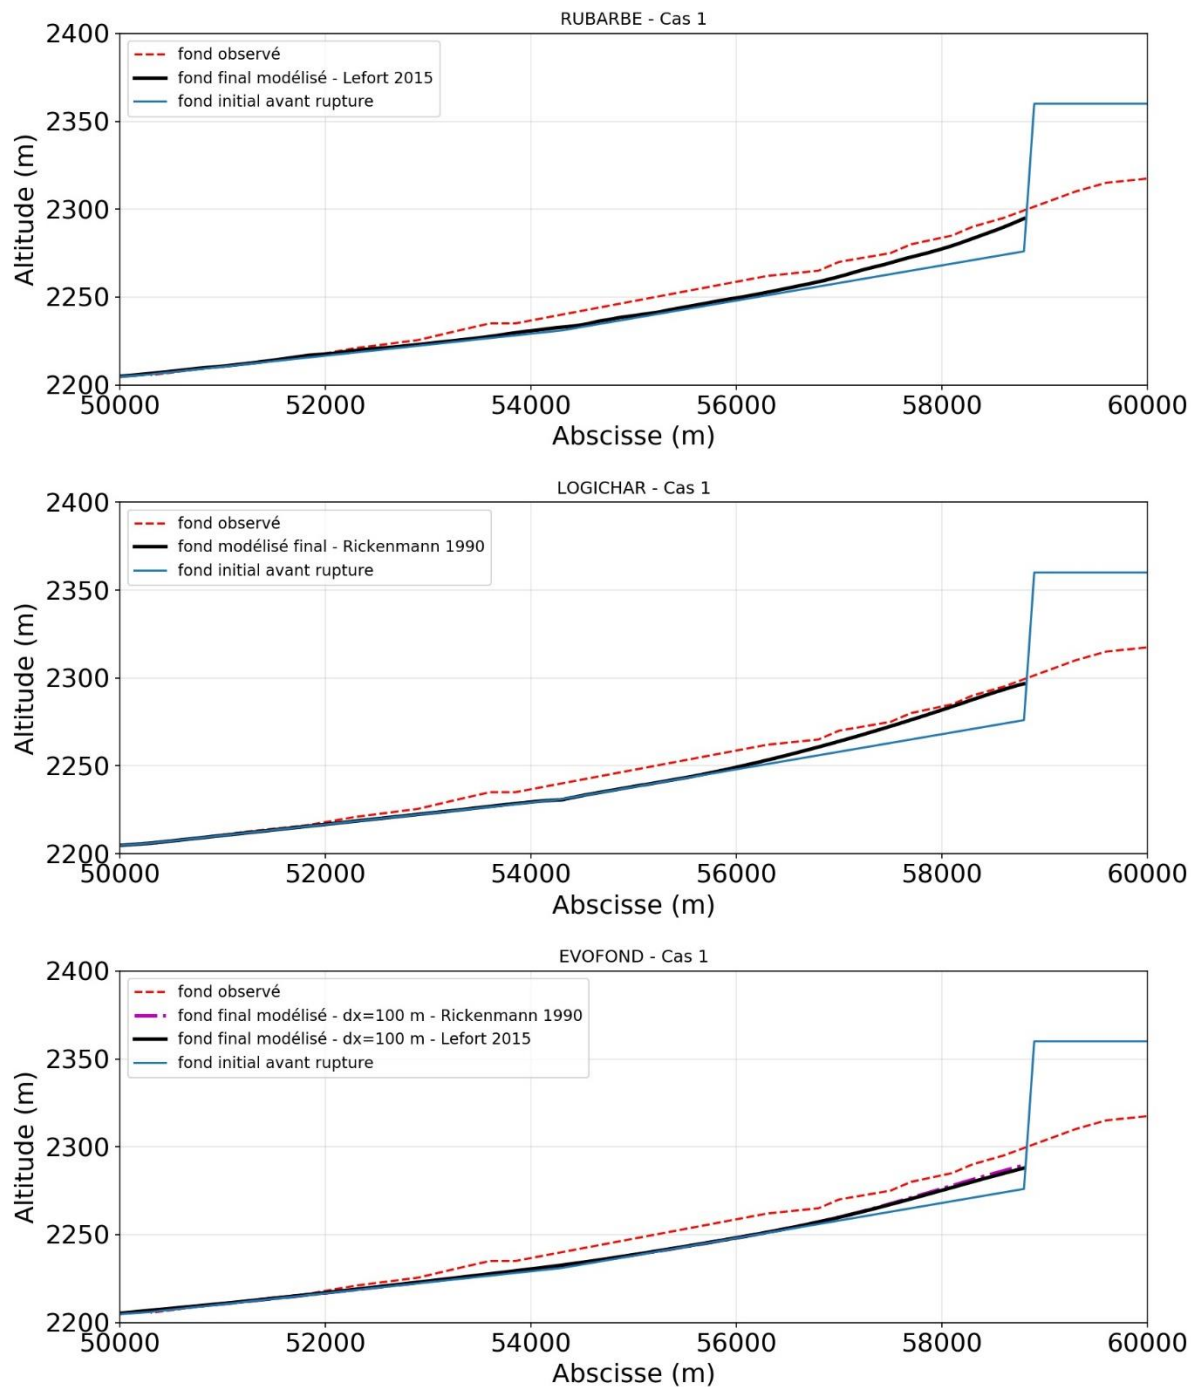 RUBARBE - Cas 1
2400
2350
2300
2250
2200
Altitude (m)
fond observé
fond final modélisé - Lefort 2015
fond initial avant rupture
50000 52000 54000 56000 58000 60000
Abscisse (m)
LOGICHAR - Cas 1
2400
2350
2300
2250
2200
Altitude (m)
fond observé
fond modélisé final - Rickenmann 1990
fond initial avant rupture
50000 52000 54000 56000 58000 60000
Abscisse (m)
EVOFOND - Cas 1
2400
2350
2300
2250
2200
Altitude (m)
fond observé
fond final modélisé - dx=100 m - Rickenmann 1990
fond final modélisé - dx=100 m - Lefort 2015
fond initial avant rupture
50000 52000 54000 56000 58000 60000
Abscisse (m)